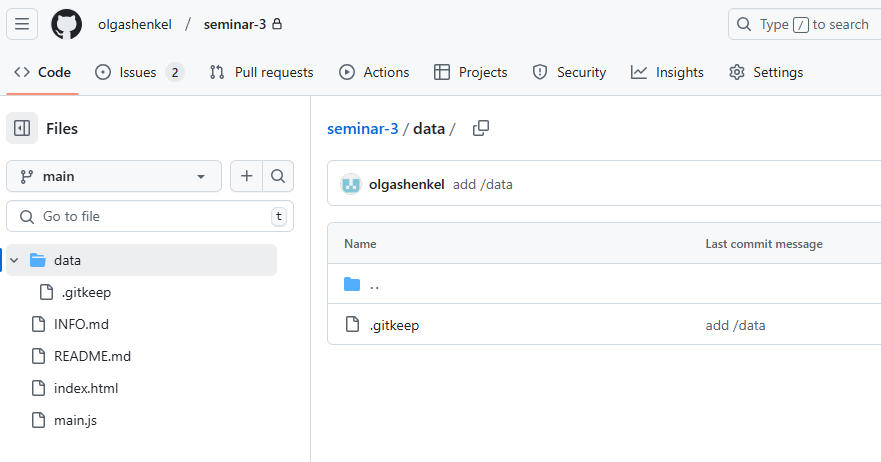 olgashenkel / seminar-3 Type / to search
Code Issues 2 Pull requests Actions Projects Security Insights Settings
Files
main
Go to file t
data
.gitkeep
INFO.md
README.md
index.html
main.js
seminar-3 / data /
olgashenkel add /data
Name Last commit message
..
.gitkeep add /data